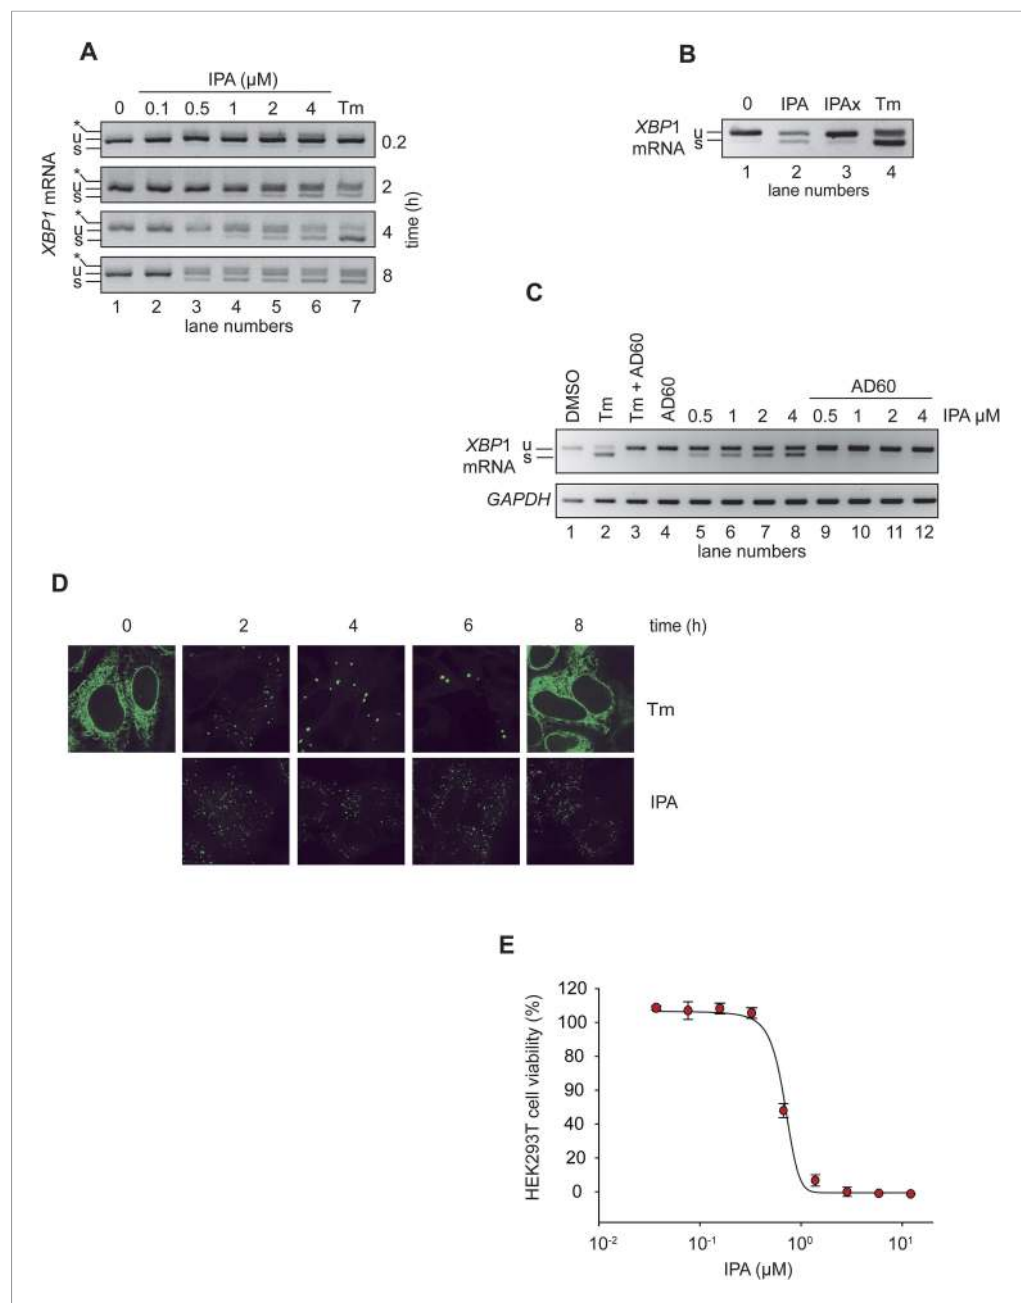 A
IPA (µM)
0 0.1 0.5 1 2 4 Tm
XBP1 mRNA
* u s 0.2
* u s 2
* u s 4
* u s 8
time (h)
1 2 3 4 5 6 7
lane numbers
B
0 IPA IPAx Tm
XBP1 mRNA
u
s
1 2 3 4
lane numbers
C
DMSO Tm Tm + AD60 AD60
AD60
0.5 1 2 4 0.5 1 2 4 IPA µM
XBP1 mRNA
u
s
GAPDH
1 2 3 4 5 6 7 8 9 10 11 12
lane numbers
D
0 2 4 6 8 time (h)
Tm
IPA
E
HEK293T cell viability (%)
120
100
80
90
40
20
0
10-2 10-1 100 101
IPA (µM)